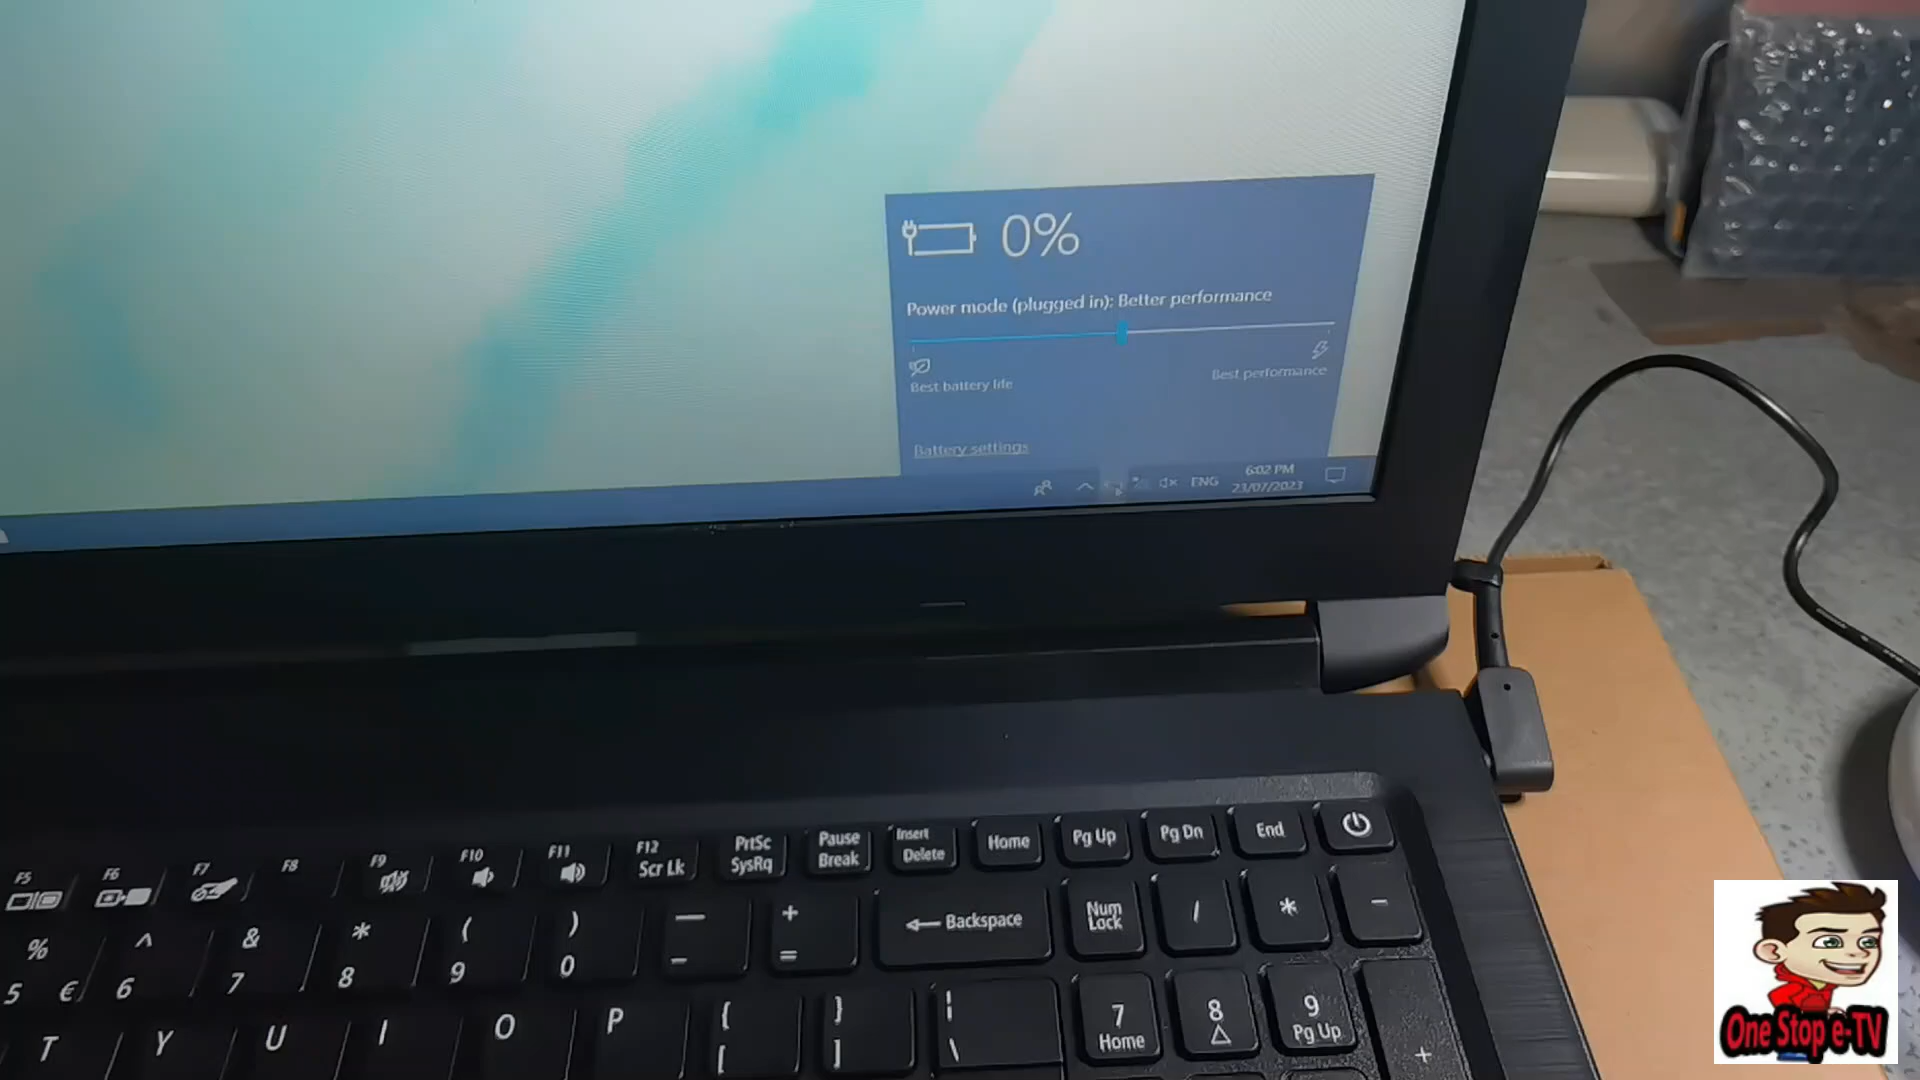 0%
Power mode (plugged in): Better performance
Best battery life
Best performance
Battery settings
ENG
6:02 PM
23/07/2023
F5
F6
F7
F8
F9
F10
F11
F12
Scr Lk
PrtSc
SysRq
Pause
Break
Insert
Delete
Home
Pg Up
Pg Dn
End
%
5 €
^
6
&
7
*
8
(
9
)
0
—
-
+
=
← Backspace
Num
Lock
/
*
-
T
Y
U
I
O
P
{
[
}
]
|
\
7
Home
8
9
Pg Up
+
One Stop e-TV